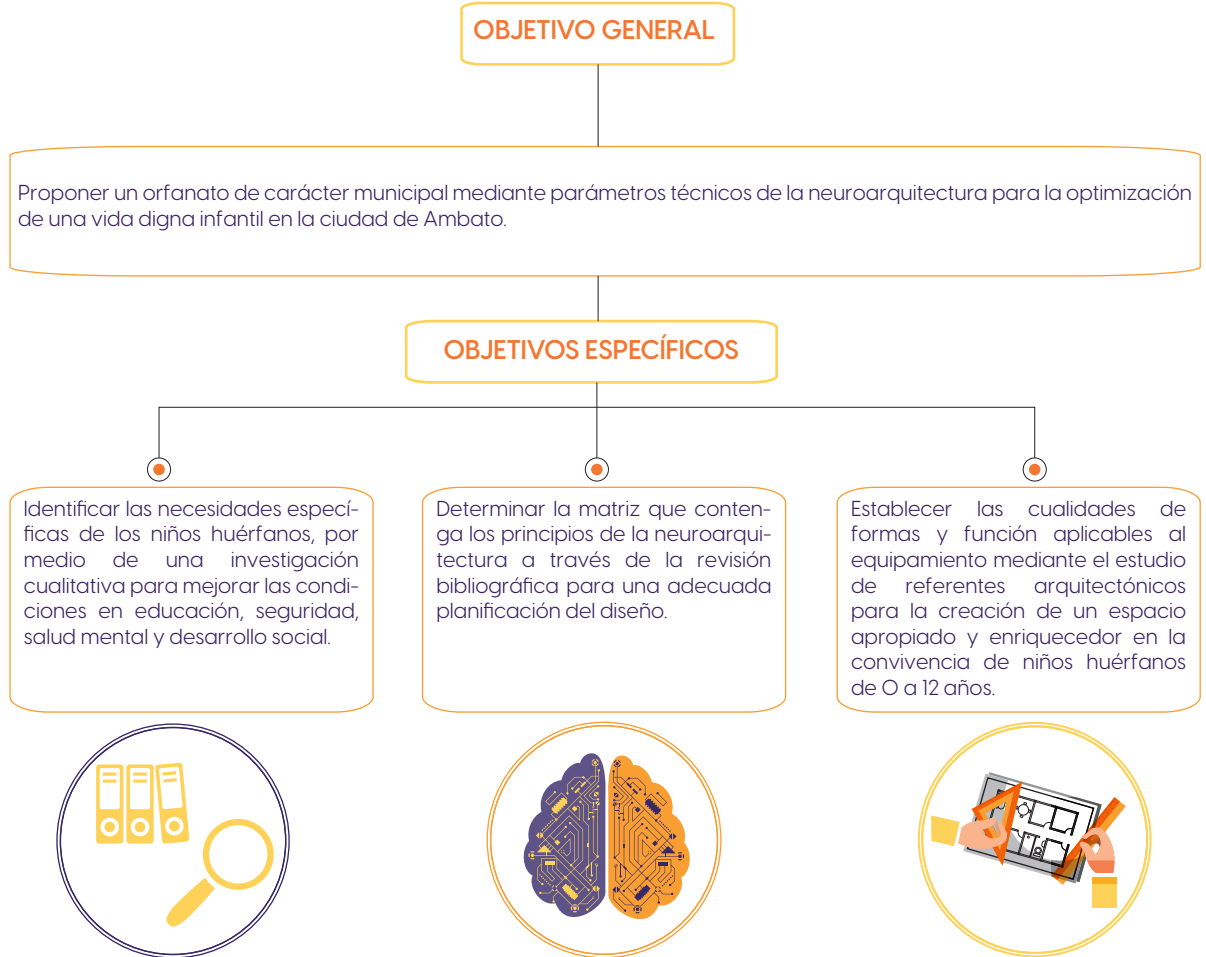 OBJETIVO GENERAL
Proponer un orfanato de carácter municipal mediante parámetros técnicos de la neuroarquitectura para la optimización
de una vida digna infantil en la ciudad de Ambato.
OBJETIVOS ESPECÍFICOS
Identificar las necesidades especí-
ficas de los niños huérfanos, por
medio de una investigación
cualitativa para mejorar las condi-
ciones en educación, seguridad,
salud mental y desarrollo social.
Determinar la matriz que conten-
ga los principios de la neuroarqui-
tectura a través de la revisión
bibliográfica para una adecuada
planificación del diseño.
Establecer las cualidades de
formas y función aplicables al
equipamiento mediante el estudio
de referentes arquitectónicos
para la creación de un espacio
apropiado y enriquecedor en la
convivencia de niños huérfanos
de 0 a 12 años.